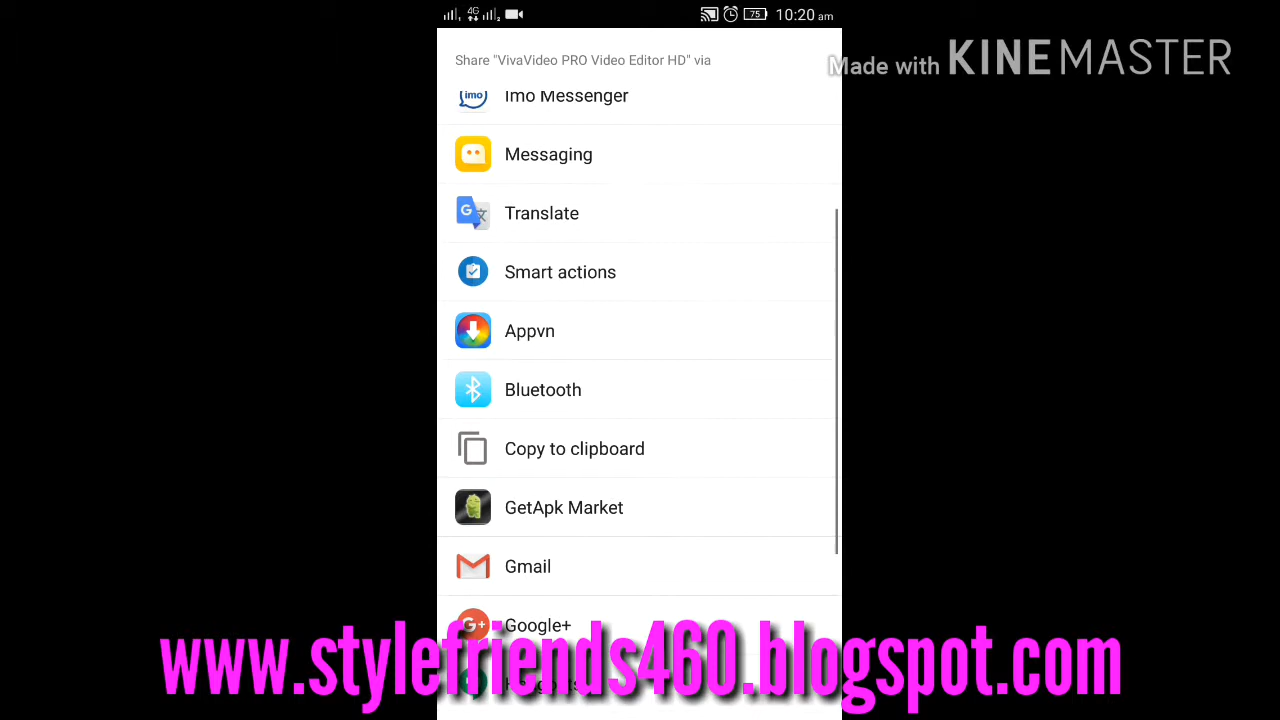 4G 75 10:20 am
Share "VivaVideo PRO Video Editor HD" via
Made with KINEMASTER
imo Imo Messenger
Messaging
Translate
Smart actions
Appvn
Bluetooth
Copy to clipboard
GetApk Market
Gmail
G+ Google+
www.stylefriends460.blogspot.com